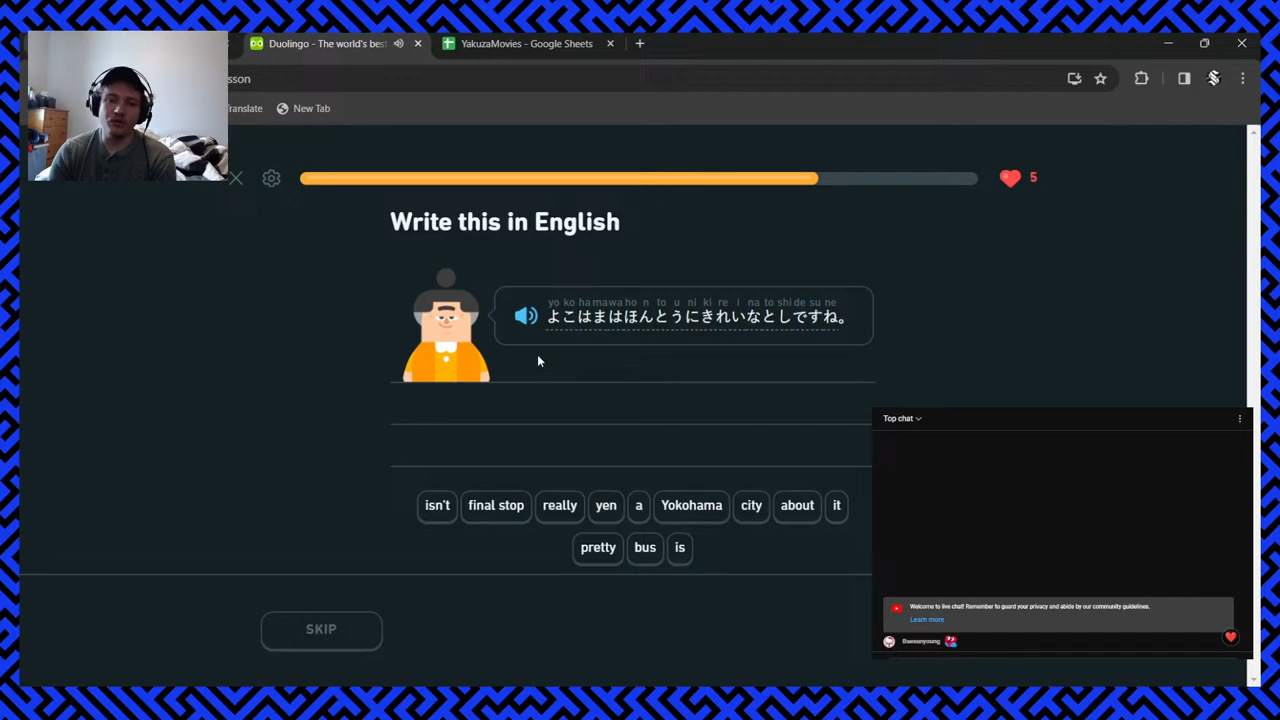 Duolingo - The world's best
YakuzaMovies - Google Sheets
sson
Translate
New Tab
5
Write this in English
yo ko ha ma wa ho n to u ni ki re i na to shi de su ne
よこはまはほんとうにきれいなとしですね。
isn't final stop really yen a Yokohama city about it
pretty bus is
SKIP
Top chat
Welcome to live chat! Remember to guard your privacy and abide by our community guidelines.
Learn more
Baesunyoung